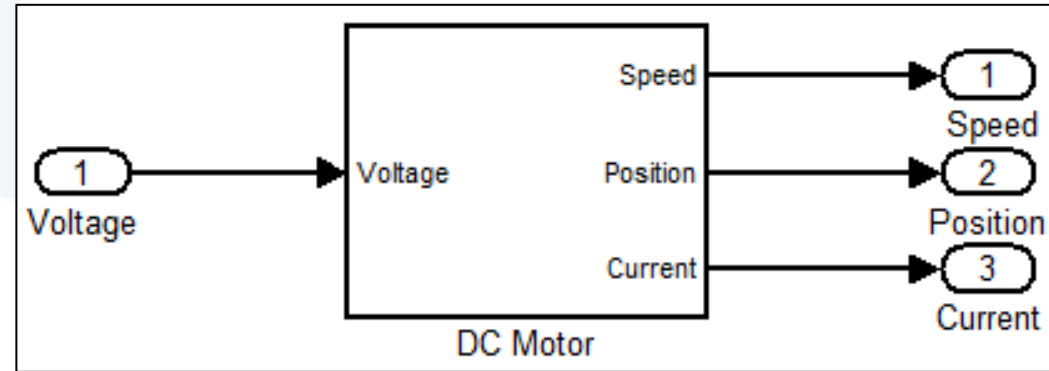 Speed
1
Speed
1
Voltage
Voltage
Position
2
Position
Current
3
Current
DC Motor